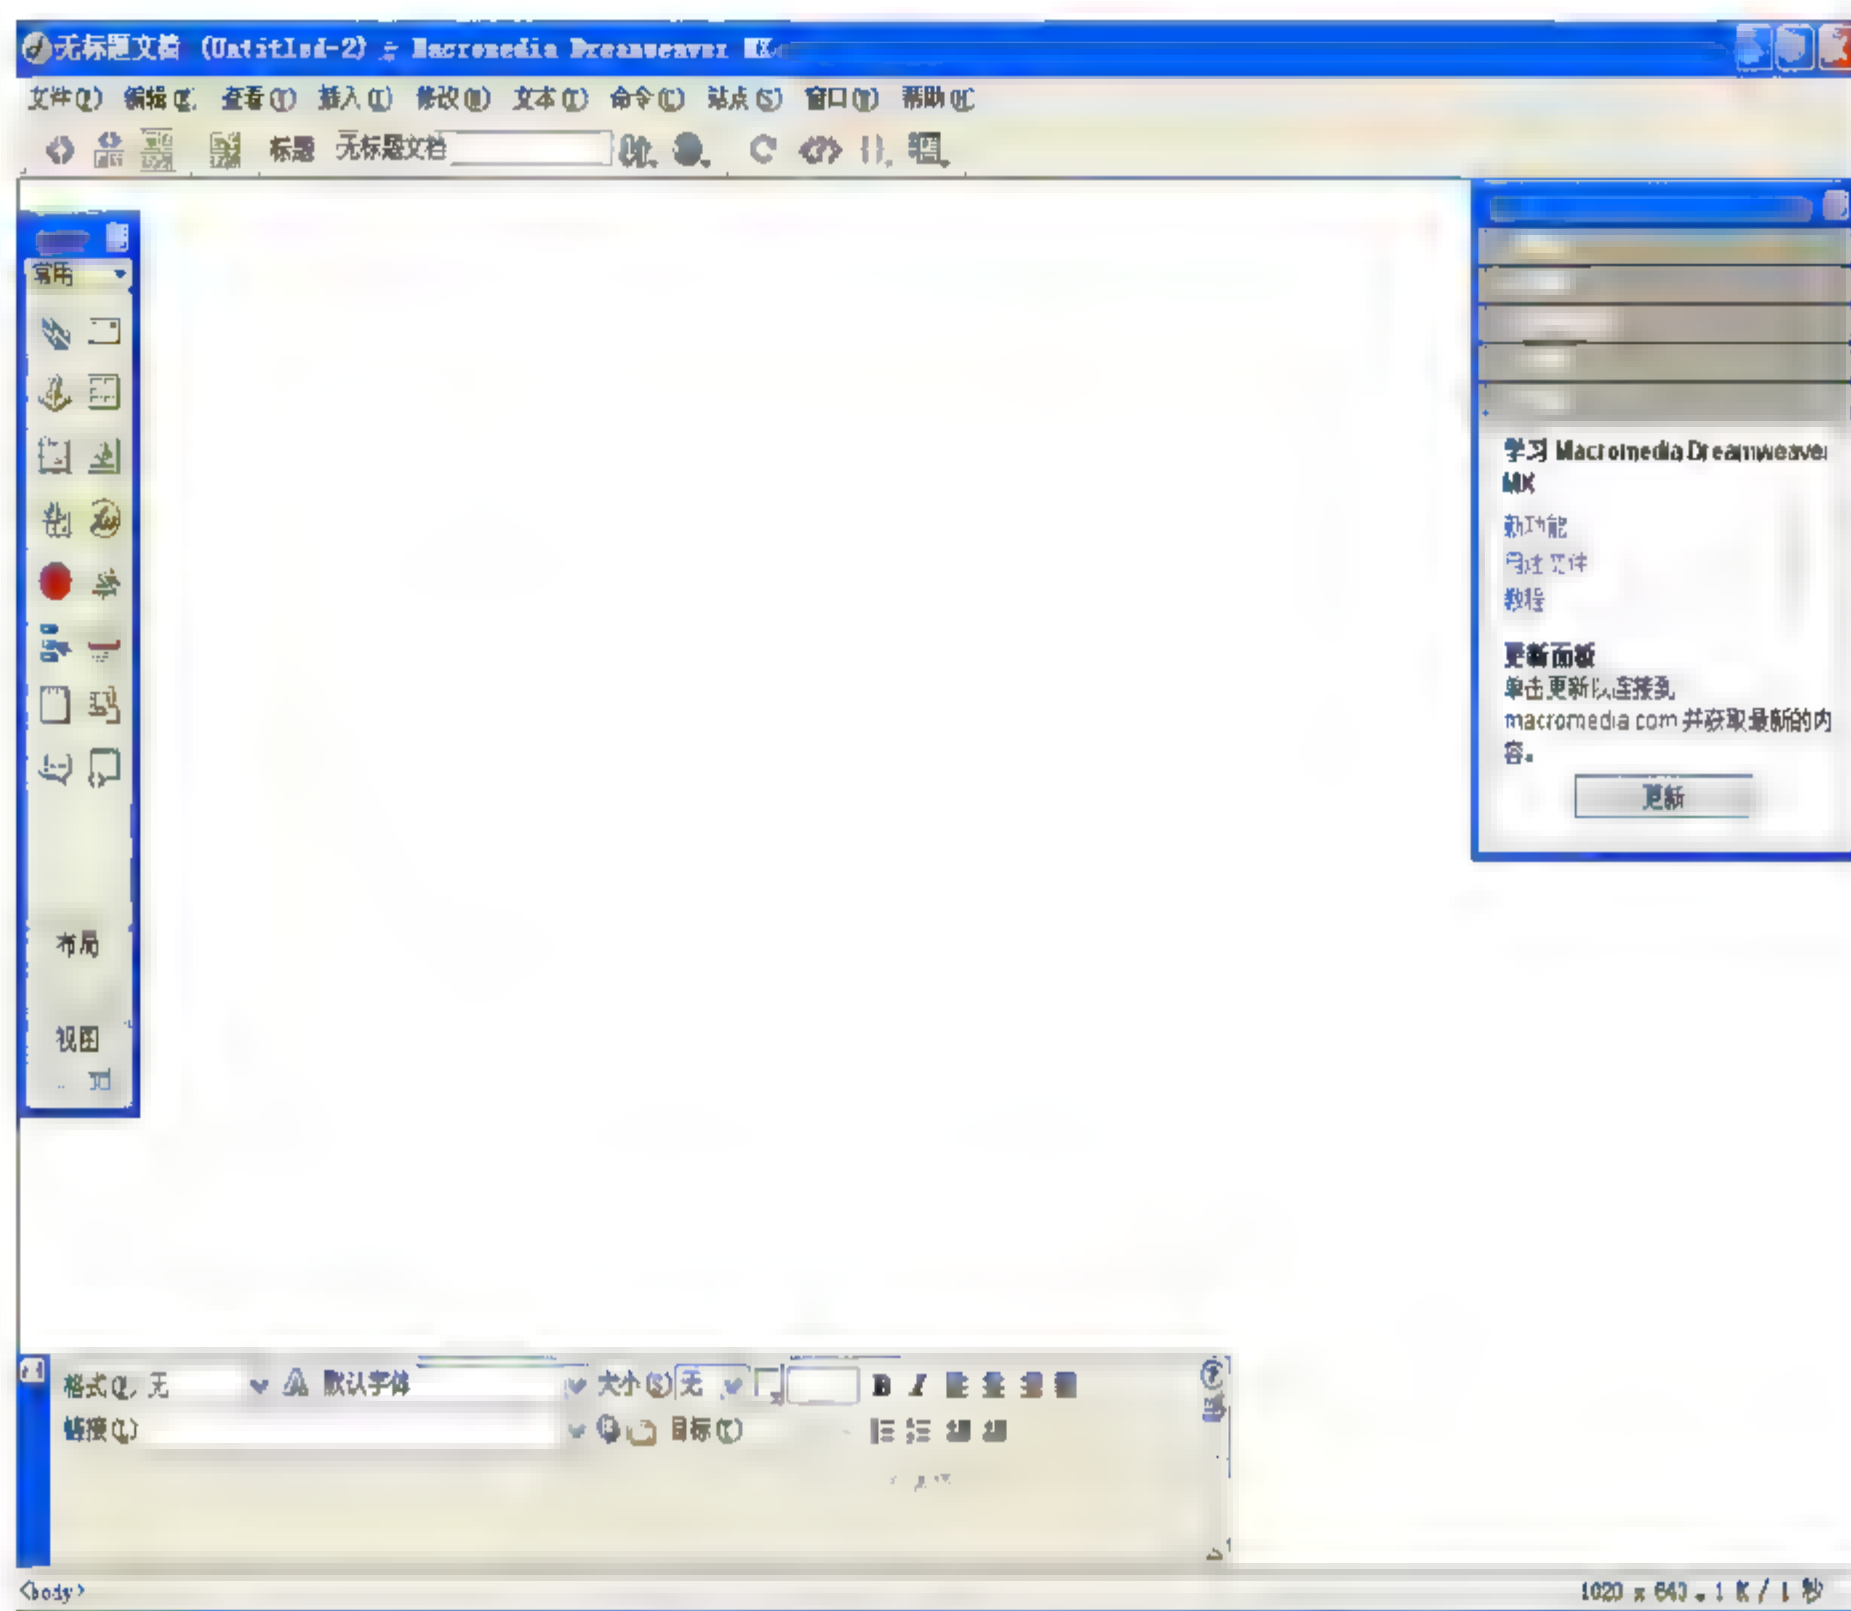 无标题文档 (Untitled-2) - Macromedia Dreamweaver MX
文件(F) 编辑(E) 查看(V) 插入(I) 修改(M) 文本(T) 命令(C) 站点(S) 窗口(W) 帮助(H)
标题 无标题文档
常用
学习 Macromedia Dreamweaver
MX
新功能
教程
更新面板
单击更新以连接到
macromedia.com 并获取最新的内
容。
更新
布局
视图
格式(F) 无 默认字体 大小(S) 无 B I
链接(L) 目标(T)
<body>
1020 x 640 - 1 K / 1 秒